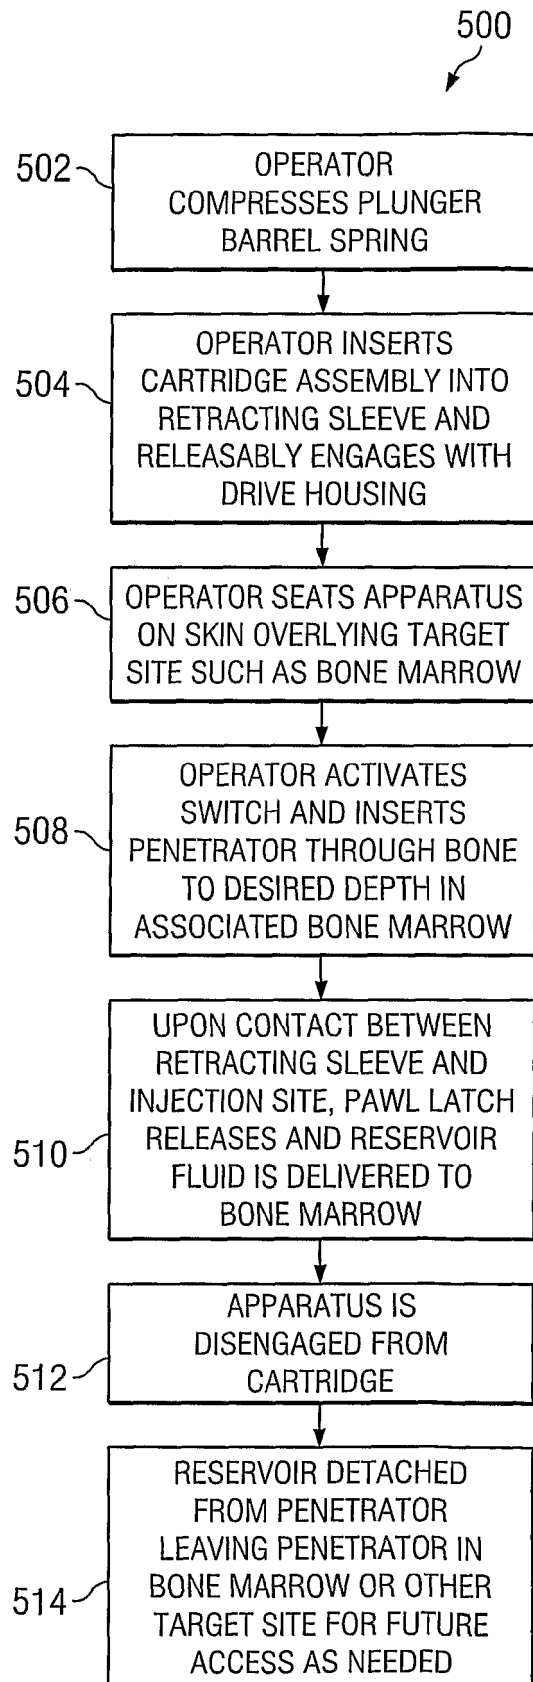 500
502
OPERATOR
COMPRESSES PLUNGER
BARREL SPRING
504
OPERATOR INSERTS
CARTRIDGE ASSEMBLY INTO
RETRACTING SLEEVE AND
RELEASABLY ENGAGES WITH
DRIVE HOUSING
506
OPERATOR SEATS APPARATUS
ON SKIN OVERLYING TARGET
SITE SUCH AS BONE MARROW
508
OPERATOR ACTIVATES
SWITCH AND INSERTS
PENETRATOR THROUGH BONE
TO DESIRED DEPTH IN
ASSOCIATED BONE MARROW
510
UPON CONTACT BETWEEN
RETRACTING SLEEVE AND
INJECTION SITE, PAWL LATCH
RELEASES AND RESERVOIR
FLUID IS DELIVERED TO
BONE MARROW
512
APPARATUS IS
DISENGAGED FROM
CARTRIDGE
514
RESERVOIR DETACHED
FROM PENETRATOR
LEAVING PENETRATOR IN
BONE MARROW OR OTHER
TARGET SITE FOR FUTURE
ACCESS AS NEEDED